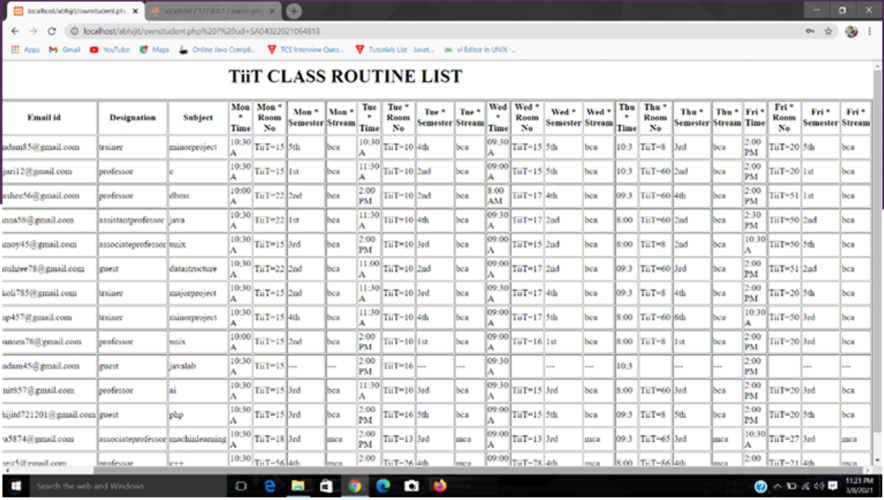 localhost/abhijit/ownstudent.php
localhost / 127.0.0.1 / minor-pro
localhost/abhijit/ownstudent.php%20?%20ud=SA04022021064818
Apps Gmail YouTube Maps Online Java Compil... TCS Interview Ques... Tutorials List - Javat... vi Editor in UNIX -...
TiiT CLASS ROUTINE LIST
Email id Designation Subject Mon * Time Mon * Room No Mon * Semester Mon * Stream Tue * Time Tue * Room No Tue * Semester Tue * Stream Wed * Time Wed * Room No Wed * Semester Wed * Stream Thu * Time Thu * Room No Thu * Semester Thu * Stream Fri * Time Fri * Room No Fri * Semester Fri * Stream
ndam85@gmail.com trainer minorproject 10:30 A TiiT=15 5th bca 10:30 A TiiT=10 4th bca 09:30 A TiiT=15 5th bca 10:3 TiiT=8 3rd bca 2:00 PM TiiT=20 5th bca
jari12@gmail.com professor c 10:30 A TiiT=15 1st bca 11:30 A TiiT=10 2nd bca 09:00 A TiiT=15 5th bca 10:3 TiiT=60 2nd bca 2:00 PM TiiT=20 1st bca
ashee56@gmail.com professor dbms 10:00 A TiiT=22 2nd bca 2:00 PM TiiT=10 2nd bca 8:00 AM TiiT=17 4th bca 09:3 TiiT=60 4th bca 2:00 PM TiiT=51 1st bca
anna58@gmail.com assistantprofessor java 10:30 A TiiT=22 1st bca 11:30 A TiiT=10 4th bca 09:30 A TiiT=17 2nd bca 8:00 TiiT=60 2nd bca 2:30 PM TiiT=50 2nd bca
moy45@gmail.com associateprofessor unix 10:30 A TiiT=15 3rd bca 2:00 PM TiiT=10 3rd bca 09:00 A TiiT=15 2nd bca 8:00 TiiT=8 2nd bca 10:30 A TiiT=50 5th bca
mshree78@gmail.com guest datastrocture 10:30 A TiiT=22 2nd bca 11:00 A TiiT=10 2nd bca 09:00 A TiiT=17 2nd bca 09:3 TiiT=60 3rd bca 2:00 PM TiiT=51 2nd bca
koli785@gmail.com trainer majorproject 10:30 A TiiT=15 2nd bca 11:30 A TiiT=10 3rd bca 09:30 A TiiT=17 4th bca 09:3 TiiT=8 4th bca 2:00 PM TiiT=20 5th bca
ap457@gmail.com trainer minorproject 10:30 A TiiT=15 4th bca 11:30 A TiiT=10 4th bca 09:00 A TiiT=17 5th bca 8:00 TiiT=60 6th bca 10:30 A TiiT=50 3rd bca
ansen78@gmail.com professor unix 10:00 A TiiT=15 2nd bca 2:00 PM TiiT=10 1st bca 09:00 A TiiT=16 1st bca 8:00 TiiT=8 1st bca 2:00 PM TiiT=20 3rd bca
ndam45@gmail.com guest javalab 10:30 A TiiT=15 --- --- 2:00 PM TiiT=16 --- --- 09:30 A --- --- 10:3 --- --- 2:00 PM --- ---
mit857@gmail.com professor ai 10:30 A TiiT=15 3rd bca 11:30 A TiiT=10 3rd bca 09:00 A TiiT=15 3rd bca 8:00 TiiT=60 3rd bca 2:00 PM TiiT=20 3rd bca
hijitd721201@gmail.com guest php 10:30 A TiiT=15 3rd bca 2:00 PM TiiT=16 5th bca 09:00 A TiiT=15 5th bca 09:3 TiiT=8 5th bca 2:00 PM TiiT=20 5th bca
a5874@gmail.com associateprofessor machinlearning 10:30 A TiiT=18 3rd mca 2:00 PM TiiT=13 3rd mca 09:00 A TiiT=13 3rd mca 09:3 TiiT=65 3rd mca 10:30 A TiiT=27 3rd mca
professor c++ 10:30 TiiT=56 4th mca 2:00 TiiT=26 4th mca 09:00 TiiT=78 4th mca 8:00 TiiT=86 4th mca 2:00 TiiT=21 4th mca
Search the web and Windows
11:21 PM
3/8/2021